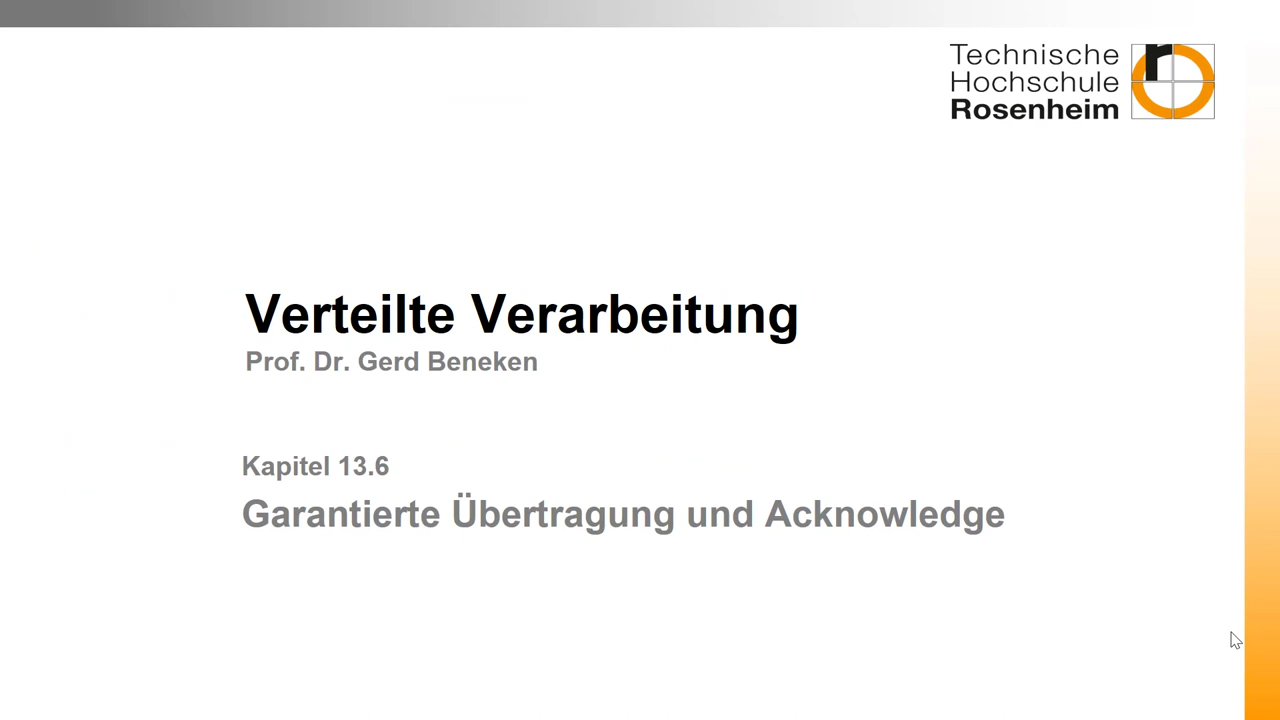 Technische
Hochschule
Rosenheim
Verteilte Verarbeitung
Prof. Dr. Gerd Beneken
Kapitel 13.6
Garantierte Übertragung und Acknowledge